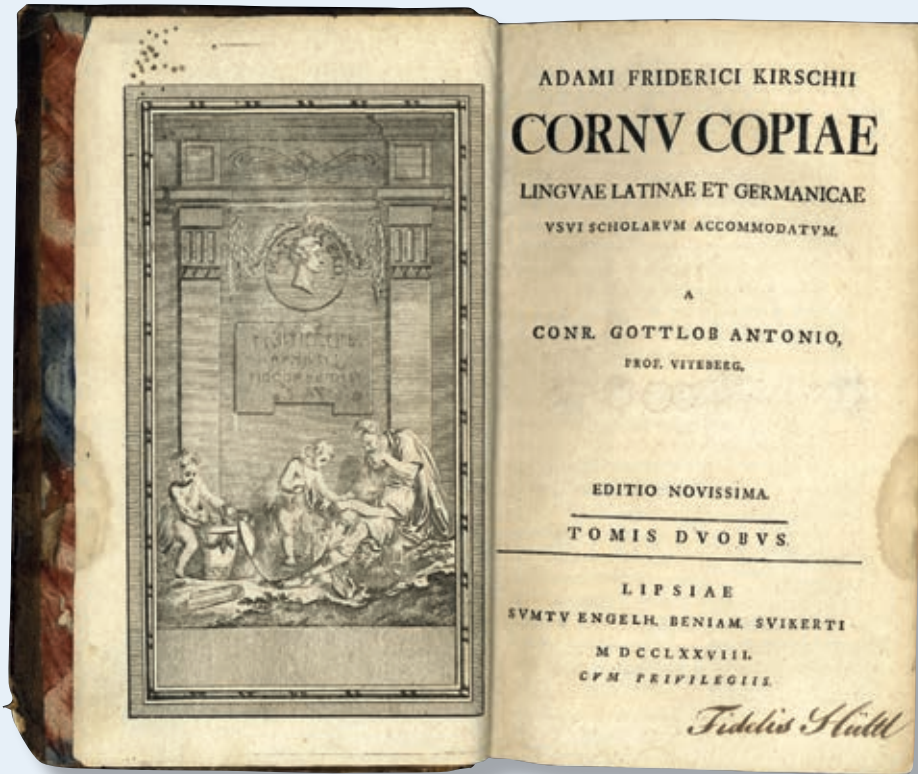 ADAMI FRIDERICI KIRSCHII
CORNV COPIAE
LINGVAE LATINAE ET GERMANICAE
VSVI SCHOLARVM ACCOMMODATVM.
A
CONR. GOTTLOB ANTONIO,
PROF. VITEBERG.
EDITIO NOVISSIMA.
TOMIS DVOBVS.
LIPSIAE
SVMTV ENGELH. BENIAM. SVIKERTI
M DCCLXXVIII.
CVM PRIVILEGIIS.
Fidelis